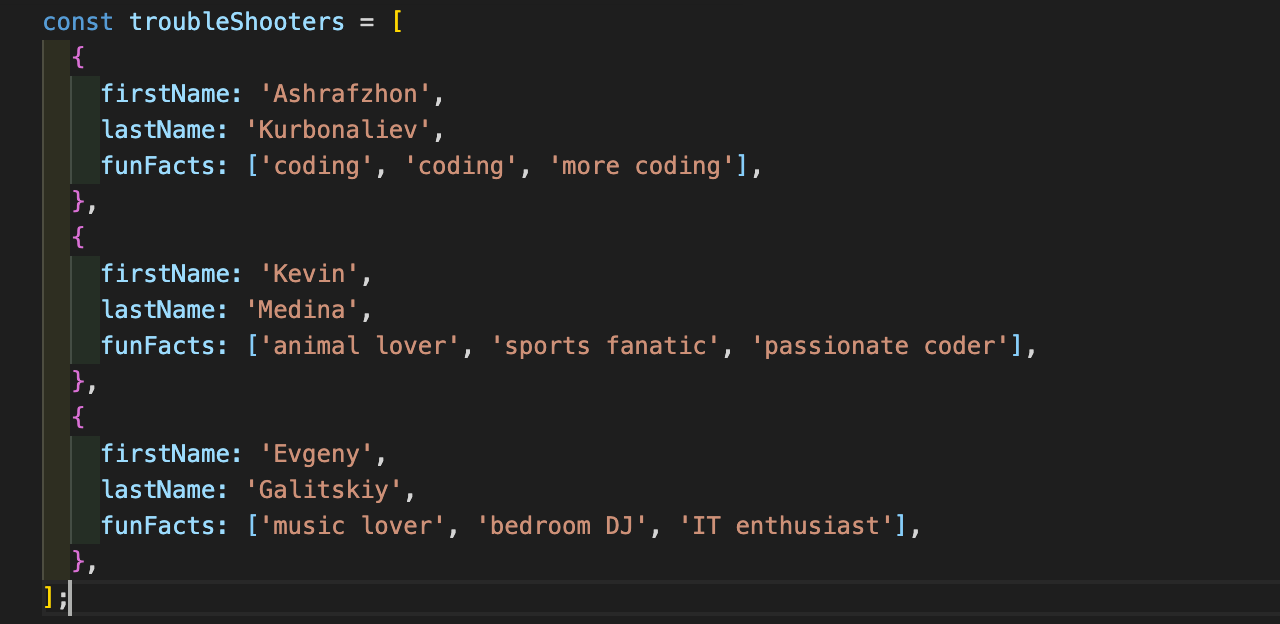 const troubleShooters = [
  {
    firstName: 'Ashrafzhon',
    lastName: 'Kurbonaliev',
    funFacts: ['coding', 'coding', 'more coding'],
  },
  {
    firstName: 'Kevin',
    lastName: 'Medina',
    funFacts: ['animal lover', 'sports fanatic', 'passionate coder'],
  },
  {
    firstName: 'Evgeny',
    lastName: 'Galitskiy',
    funFacts: ['music lover', 'bedroom DJ', 'IT enthusiast'],
  },
];